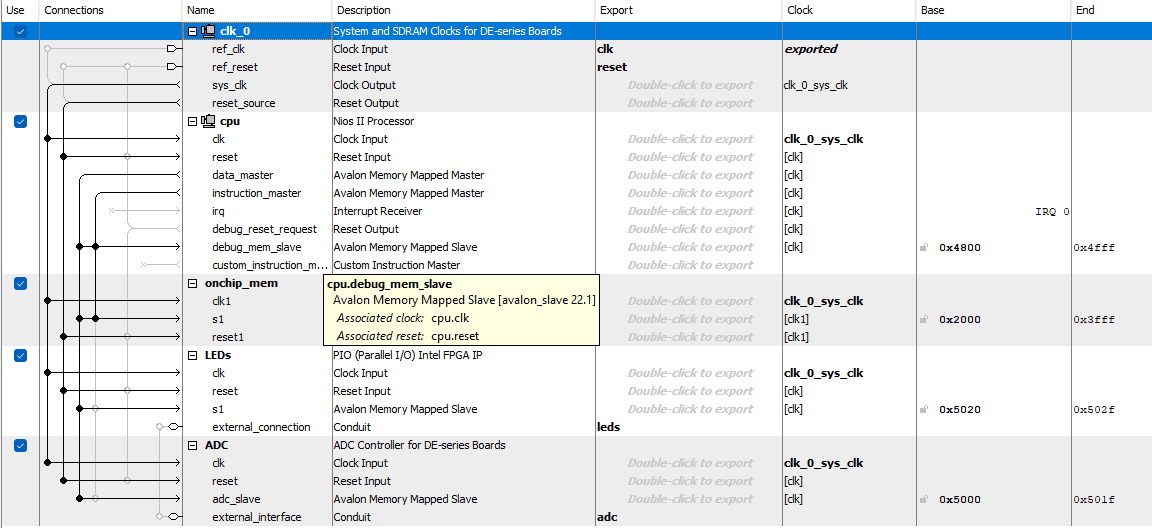 Use Connections Name Description Export Clock Base End
clk_0 System and SDRAM Clocks for DE-series Boards
ref_clk Clock Input clk exported
ref_reset Reset Input reset
sys_clk Clock Output Double-click to export clk_0_sys_clk
reset_source Reset Output Double-click to export
cpu Nios II Processor
clk Clock Input Double-click to export clk_0_sys_clk
reset Reset Input Double-click to export [clk]
data_master Avalon Memory Mapped Master Double-click to export [clk]
instruction_master Avalon Memory Mapped Master Double-click to export [clk]
irq Interrupt Receiver Double-click to export [clk] IRQ 0
debug_reset_request Reset Output Double-click to export [clk]
debug_mem_slave Avalon Memory Mapped Slave Double-click to export [clk] 0x4800 0x4fff
custom_instruction_m... Custom Instruction Master Double-click to export
onchip_mem cpu.debug_mem_slave
clk1 Avalon Memory Mapped Slave [avalon_slave 22.1] Double-click to export clk_0_sys_clk
s1 Associated clock: cpu.clk Double-click to export [clk1] 0x2000 0x3fff
reset1 Associated reset: cpu.reset Double-click to export [clk1]
LEDs PIO (Parallel I/O) Intel FPGA IP
clk Clock Input Double-click to export clk_0_sys_clk
reset Reset Input Double-click to export [clk]
s1 Avalon Memory Mapped Slave Double-click to export [clk] 0x5020 0x502f
external_connection Conduit leds
ADC ADC Controller for DE-series Boards
clk Clock Input Double-click to export clk_0_sys_clk
reset Reset Input Double-click to export [clk]
adc_slave Avalon Memory Mapped Slave Double-click to export [clk] 0x5000 0x501f
external_interface Conduit adc